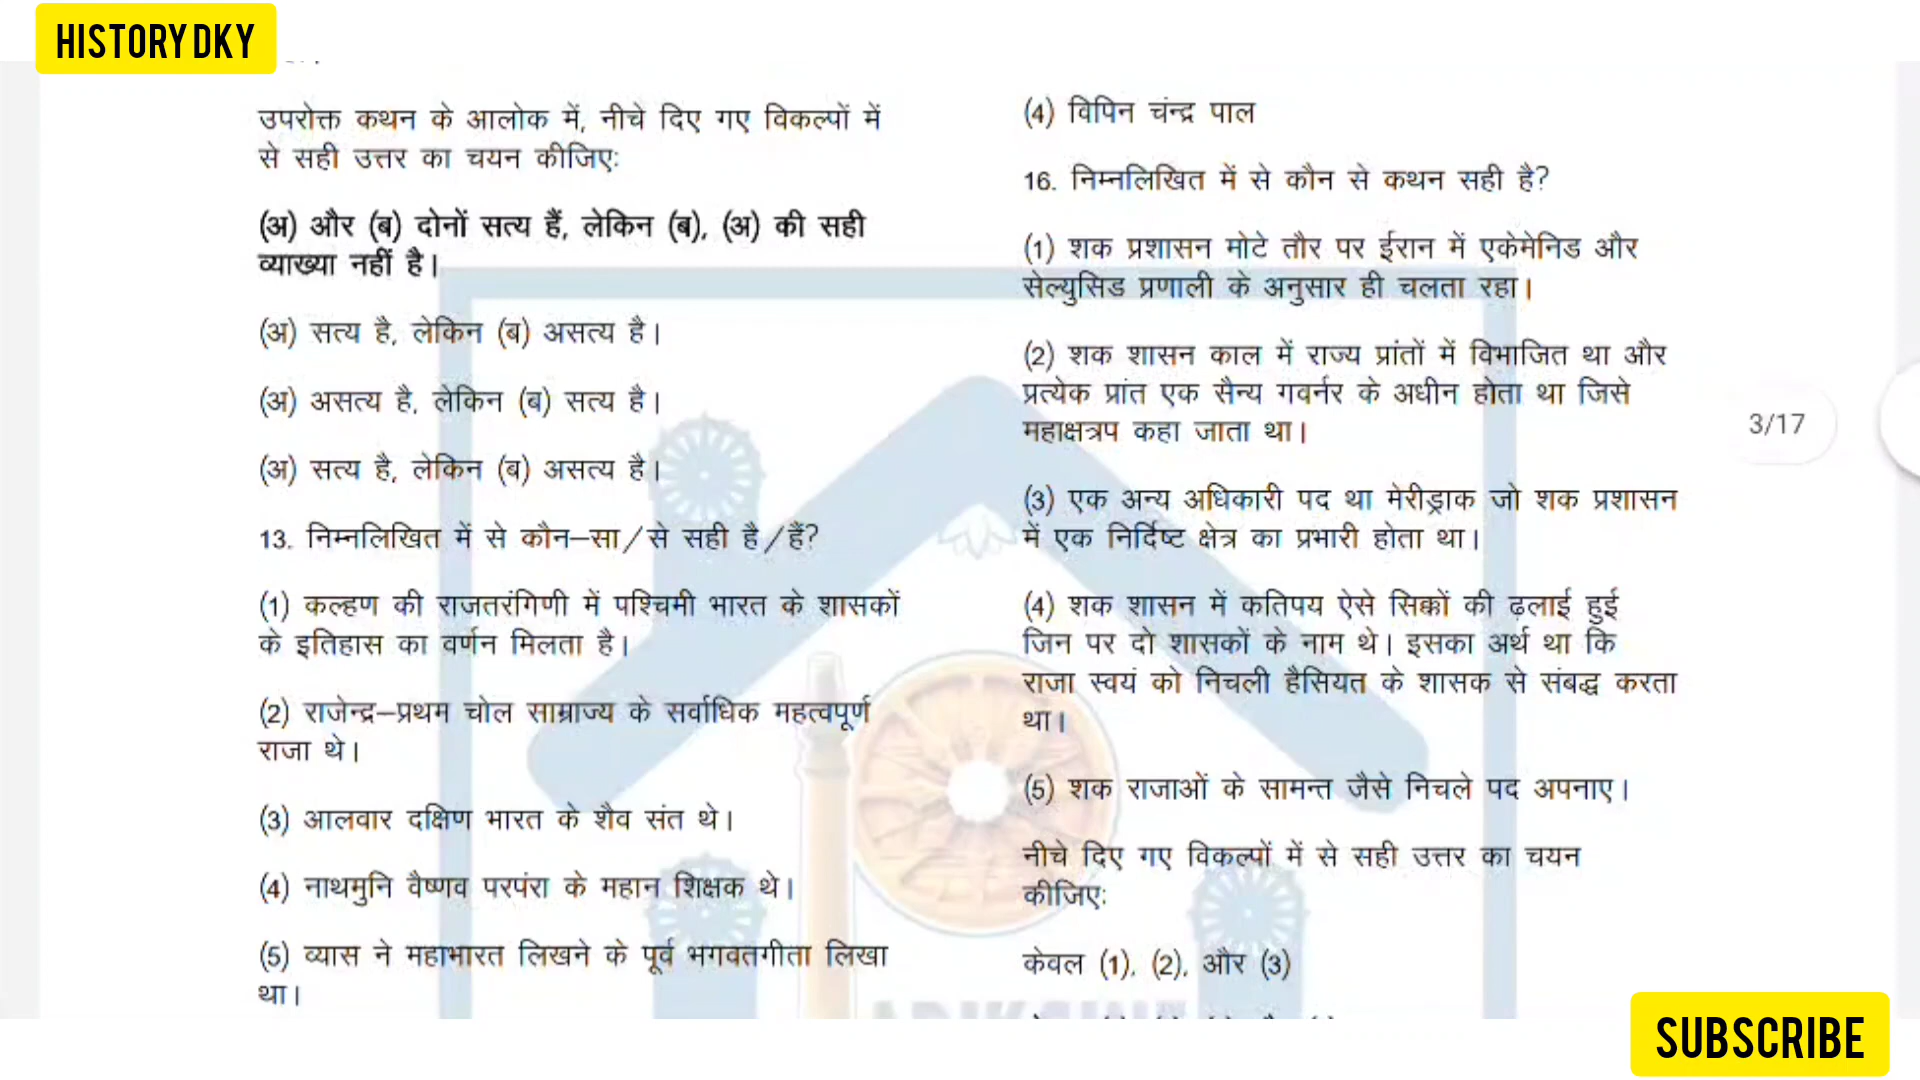 HISTORY DKY
उपरोक्त कथन के आलोक में, नीचे दिए गए विकल्पों में
से सही उत्तर का चयन कीजिए:
(अ) और (ब) दोनों सत्य हैं, लेकिन (ब), (अ) की सही
व्याख्या नहीं है।
(अ) सत्य है, लेकिन (ब) असत्य है।
(अ) असत्य है, लेकिन (ब) सत्य है।
(अ) सत्य है, लेकिन (ब) असत्य है।
13. निम्नलिखित में से कौन–सा/से सही है/हैं?
(1) कल्हण की राजतरंगिणी में पश्चिमी भारत के शासकों
के इतिहास का वर्णन मिलता है।
(2) राजेन्द्र–प्रथम चोल साम्राज्य के सर्वाधिक महत्वपूर्ण
राजा थे।
(3) आलवार दक्षिण भारत के शैव संत थे।
(4) नाथमुनि वैष्णव परपंरा के महान शिक्षक थे।
(5) व्यास ने महाभारत लिखने के पूर्व भगवतगीता लिखा
था।
(4) विपिन चंन्द्र पाल
16. निम्नलिखित में से कौन से कथन सही है?
(1) शक प्रशासन मोटे तौर पर ईरान में एकेमेनिड और
सेल्युसिड प्रणाली के अनुसार ही चलता रहा।
(2) शक शासन काल में राज्य प्रांतों में विभाजित था और
प्रत्येक प्रांत एक सैन्य गवर्नर के अधीन होता था जिसे
महाक्षत्रप कहा जाता था।
(3) एक अन्य अधिकारी पद था मेरीड्राक जो शक प्रशासन
में एक निर्दिष्ट क्षेत्र का प्रभारी होता था।
(4) शक शासन में कतिपय ऐसे सिक्कों की ढ़लाई हुई
जिन पर दो शासकों के नाम थे। इसका अर्थ था कि
राजा स्वयं को निचली हैसियत के शासक से संबद्ध करता
था।
(5) शक राजाओं के सामन्त जैसे निचले पद अपनाए।
नीचे दिए गए विकल्पों में से सही उत्तर का चयन
कीजिए:
केवल (1), (2), और (3)
3/17
SUBSCRIBE